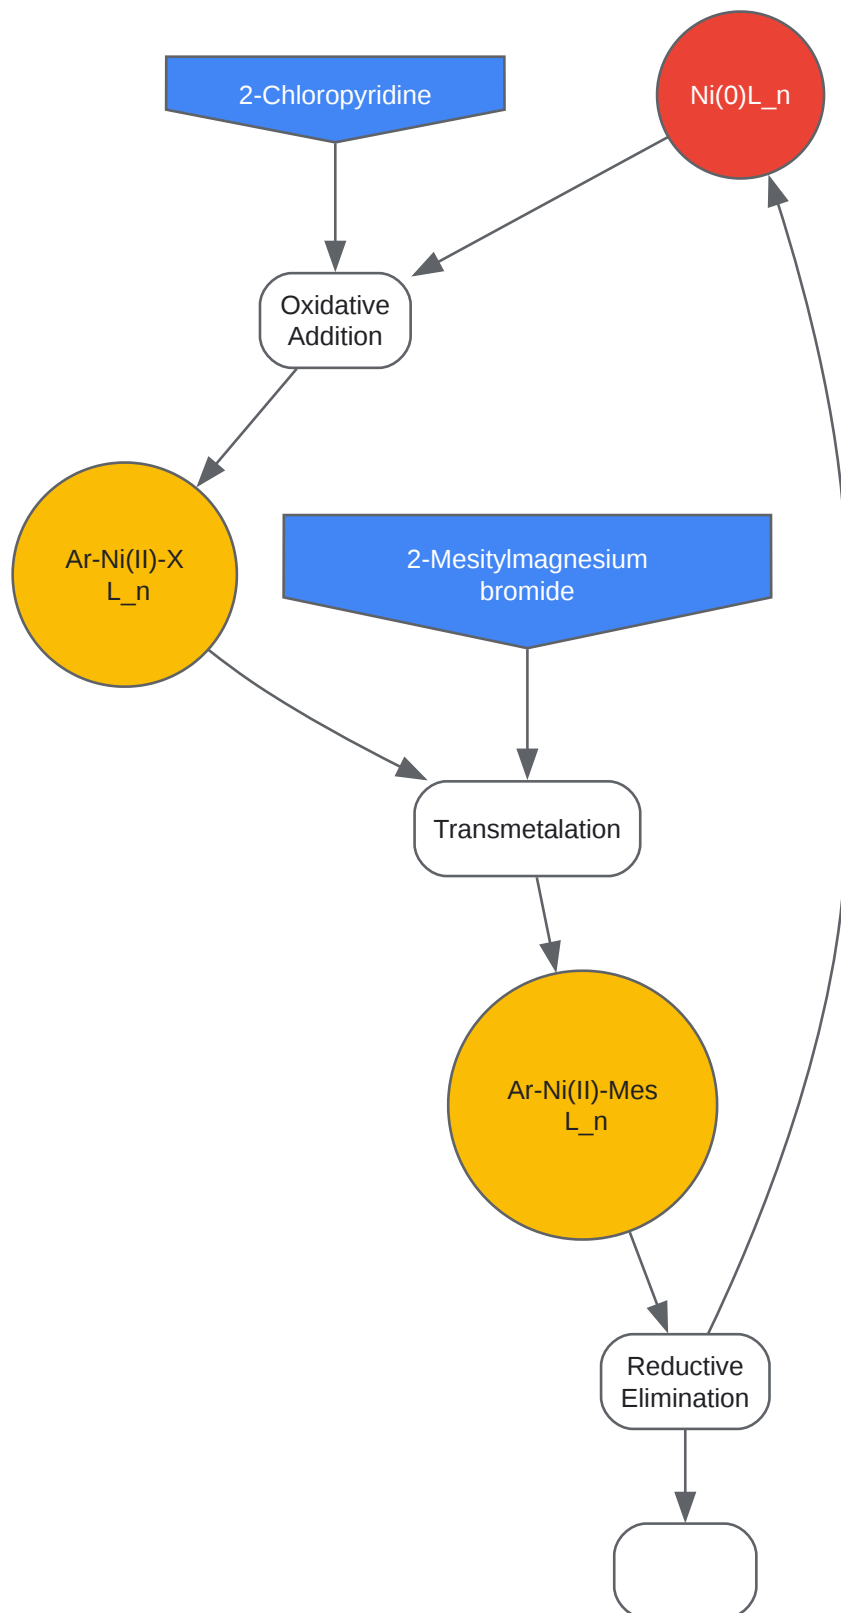 2-Chloropyridine
Ni(0)L_n
Oxidative
Addition
Ar-Ni(II)-X
L_n
2-Mesitylmagnesium
bromide
Transmetalation
Ar-Ni(II)-Mes
L_n
Reductive
Elimination